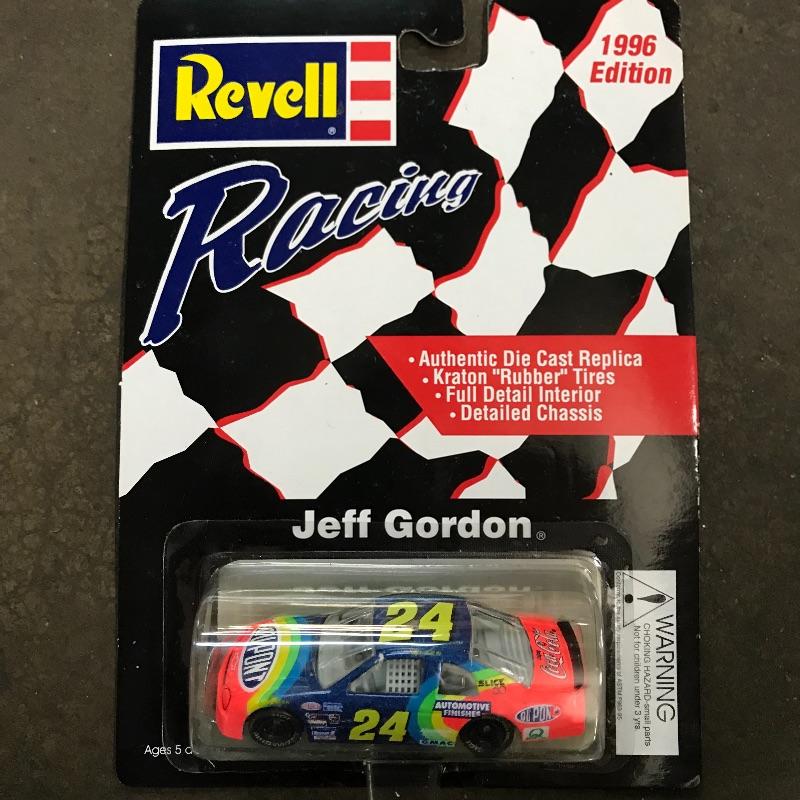 Revell®
1996
Edition
Racing
• Authentic Die Cast Replica
• Kraton "Rubber" Tires
• Full Detail Interior
• Detailed Chassis
Jeff Gordon®
24
DUPONT
SLICK
AUTOMOTIVE
FINISHES
24
GMAC
DUPONT
Coca-Cola
WARNING
CHOKING HAZARD-small parts
Not for children under 3 yrs
Ages 5